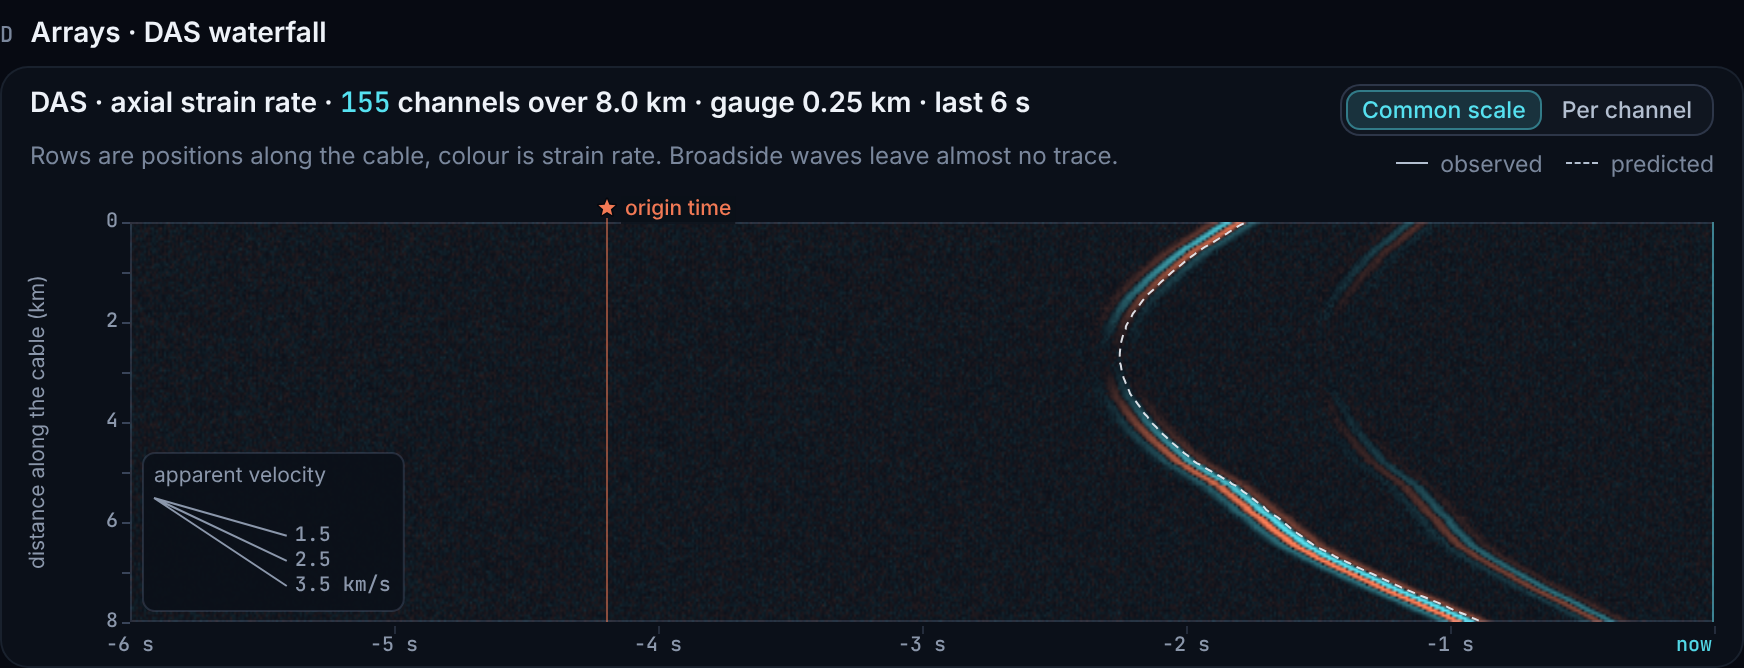 D Arrays · DAS waterfall
DAS · axial strain rate · 155 channels over 8.0 km · gauge 0.25 km · last 6 s
Common scale
Per channel
Rows are positions along the cable, colour is strain rate. Broadside waves leave almost no trace.
observed
predicted
★ origin time
distance along the cable (km)
0
2
4
6
8
apparent velocity
1.5
2.5
3.5 km/s
-6 s
-5 s
-4 s
-3 s
-2 s
-1 s
now